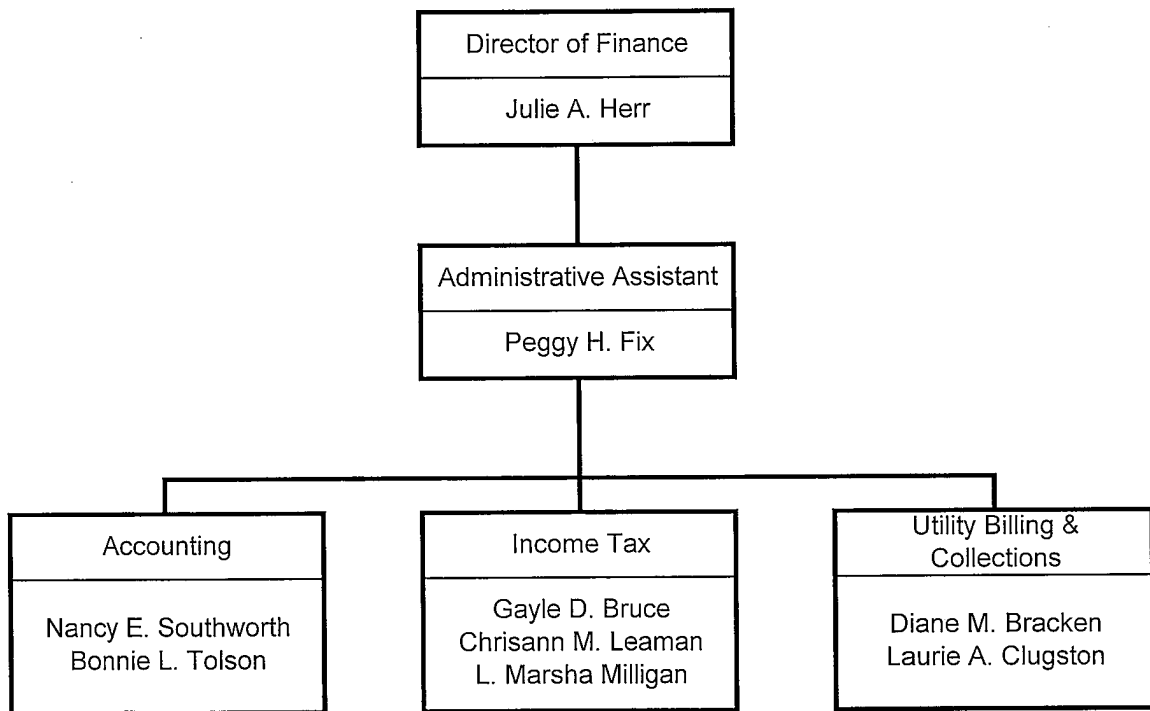 Director of Finance
Julie A. Herr
Administrative Assistant
Peggy H. Fix
Accounting
Nancy E. Southworth
Bonnie L. Tolson
Income Tax
Gayle D. Bruce
Chrisann M. Leaman
L. Marsha Milligan
Utility Billing &
Collections
Diane M. Bracken
Laurie A. Clugston